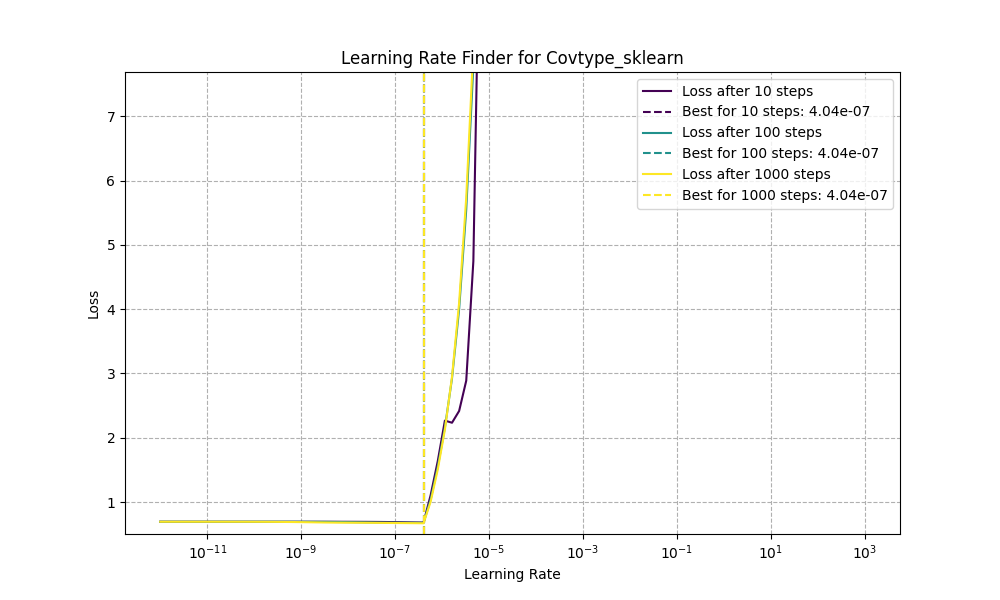 Learning Rate Finder for Covtype_sklearn
Loss after 10 steps
Best for 10 steps: 4.04e-07
Loss after 100 steps
Best for 100 steps: 4.04e-07
Loss after 1000 steps
Best for 1000 steps: 4.04e-07
7
6
5
4
3
2
1
Loss
10⁻¹¹ 10⁻⁹ 10⁻⁷ 10⁻⁵ 10⁻³ 10⁻¹ 10¹ 10³
Learning Rate